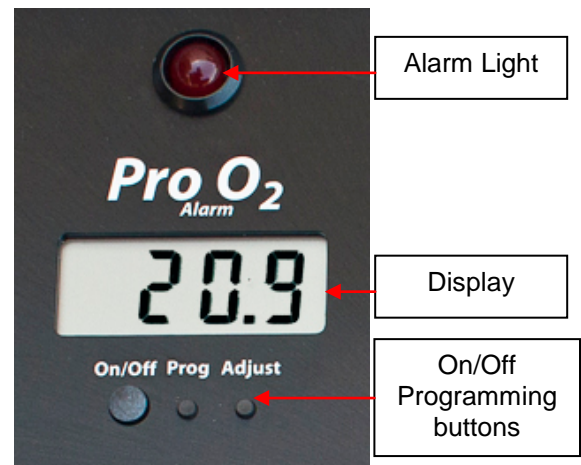 Alarm Light
Pro O2
Alarm
20.9
Display
On/Off Prog Adjust
On/Off
Programming
buttons